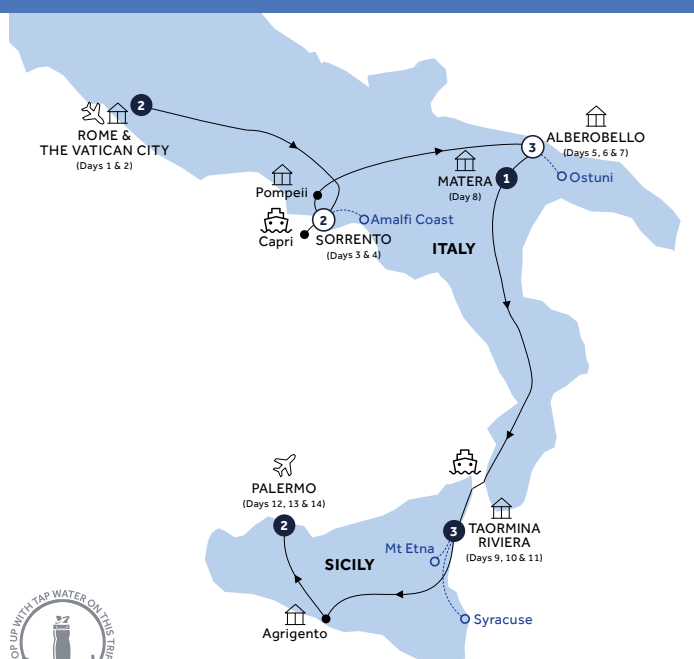 2
ROME &
THE VATICAN CITY
(Days 1 & 2)
ALBEROBELLO
(Days 5, 6 & 7)
3
MATERA
1
(Day 8)
Ostuni
Pompeii
2
Amalfi Coast
Capri
SORRENTO
(Days 3 & 4)
ITALY
PALERMO
(Days 12, 13 & 14)
2
3
TAORMINA
RIVIERA
(Days 9, 10 & 11)
Mt Etna
SICILY
Syracuse
Agrigento
OP UP WITH TAP WATER ON THIS TRIP